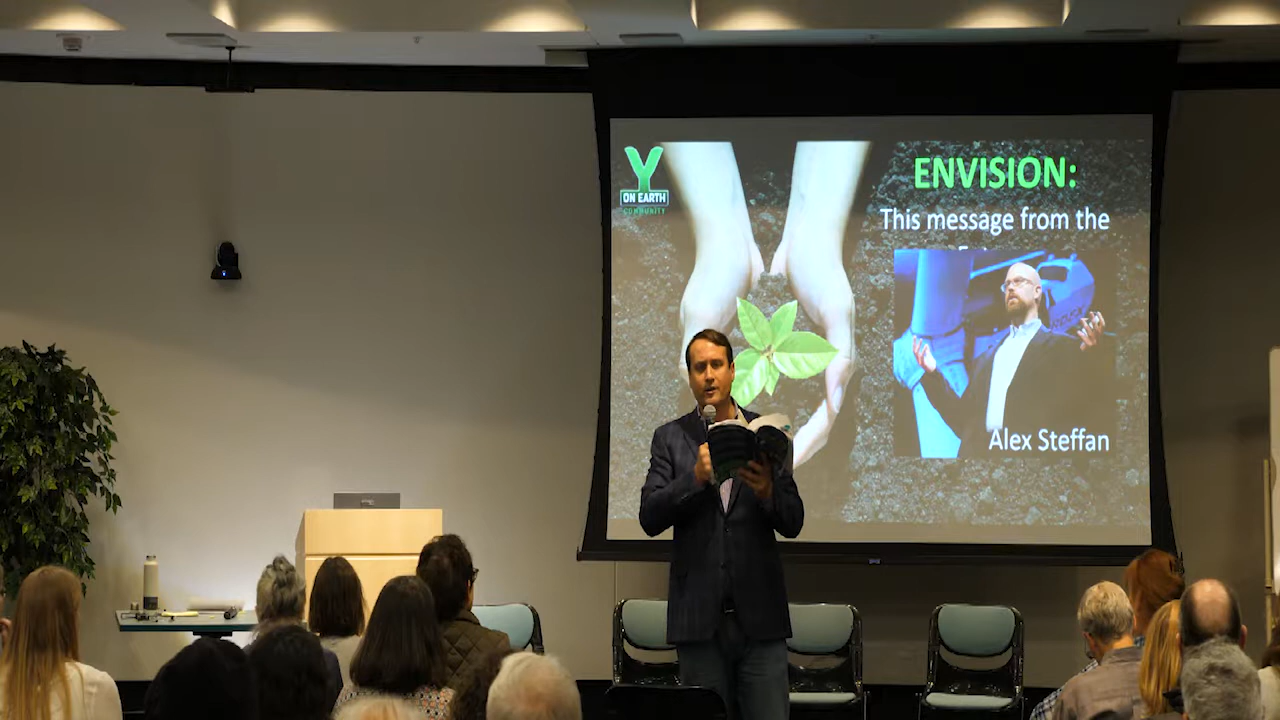 Y
ON EARTH
COMMUNITY
ENVISION:
This message from the
Alex Steffan